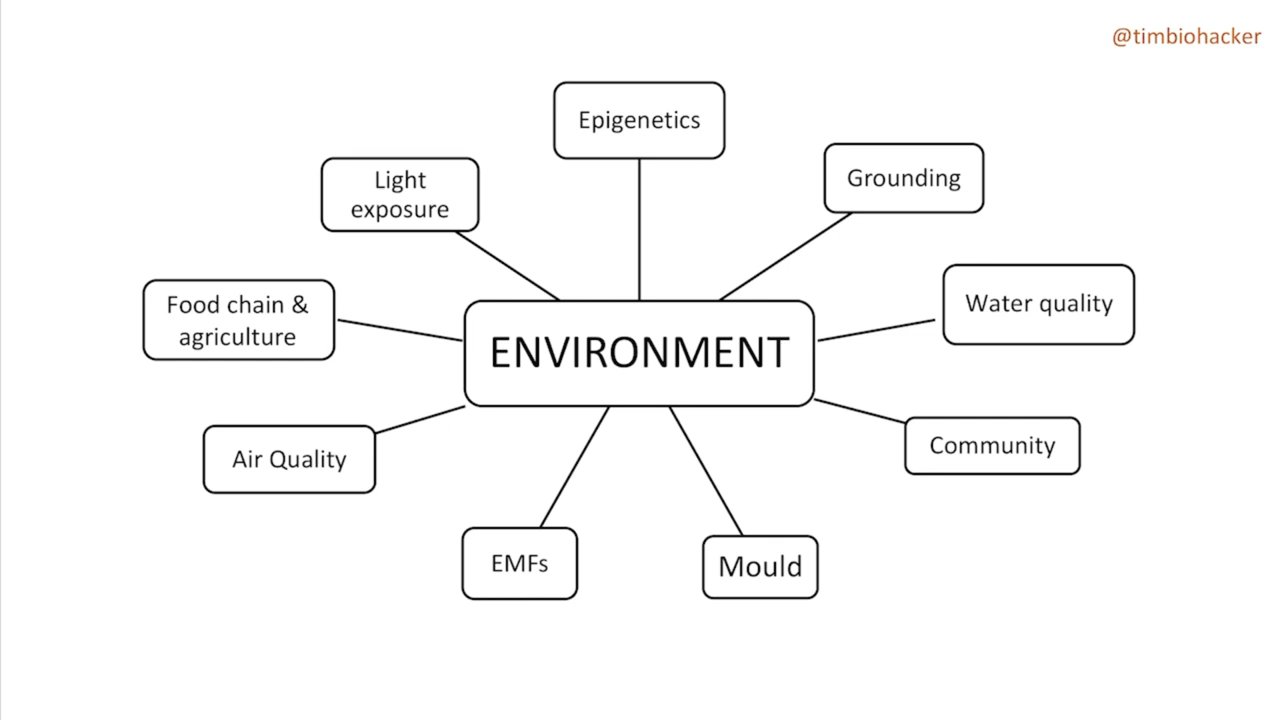 @timbiohacker
Epigenetics
Light
exposure
Grounding
Food chain &
agriculture
Water quality
ENVIRONMENT
Air Quality
Community
EMFs
Mould